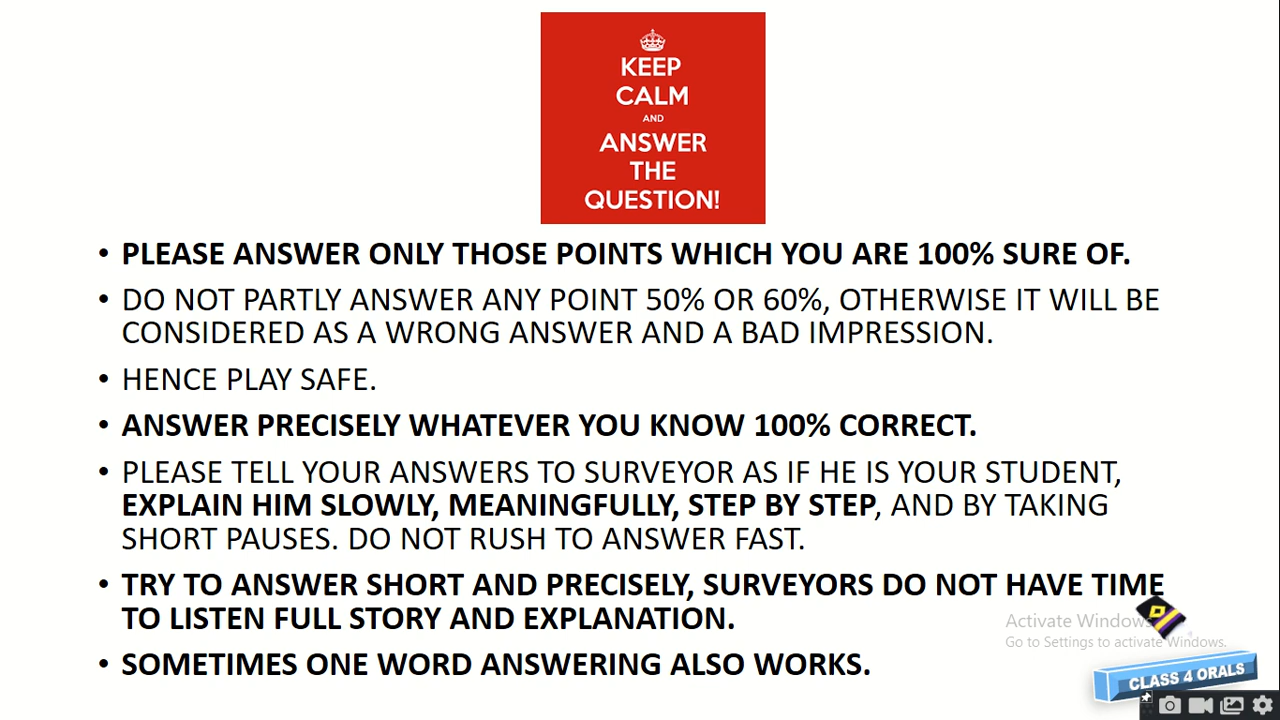 KEEP
CALM
AND
ANSWER
THE
QUESTION!
• PLEASE ANSWER ONLY THOSE POINTS WHICH YOU ARE 100% SURE OF.
• DO NOT PARTLY ANSWER ANY POINT 50% OR 60%, OTHERWISE IT WILL BE
CONSIDERED AS A WRONG ANSWER AND A BAD IMPRESSION.
• HENCE PLAY SAFE.
• ANSWER PRECISELY WHATEVER YOU KNOW 100% CORRECT.
• PLEASE TELL YOUR ANSWERS TO SURVEYOR AS IF HE IS YOUR STUDENT,
EXPLAIN HIM SLOWLY, MEANINGFULLY, STEP BY STEP, AND BY TAKING
SHORT PAUSES. DO NOT RUSH TO ANSWER FAST.
• TRY TO ANSWER SHORT AND PRECISELY, SURVEYORS DO NOT HAVE TIME
TO LISTEN FULL STORY AND EXPLANATION.
• SOMETIMES ONE WORD ANSWERING ALSO WORKS.
Activate Windows
Go to Settings to activate Windows.
CLASS 4 ORALS